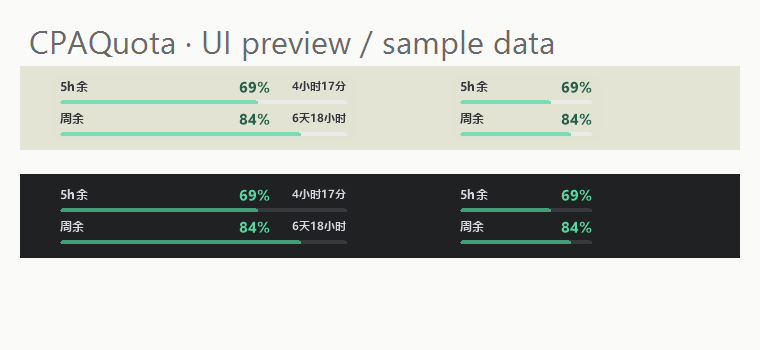 CPAQuota · UI preview / sample data
5h余 69% 4小时17分 5h余 69%
周余 84% 6天18小时 周余 84%
5h余 69% 4小时17分 5h余 69%
周余 84% 6天18小时 周余 84%